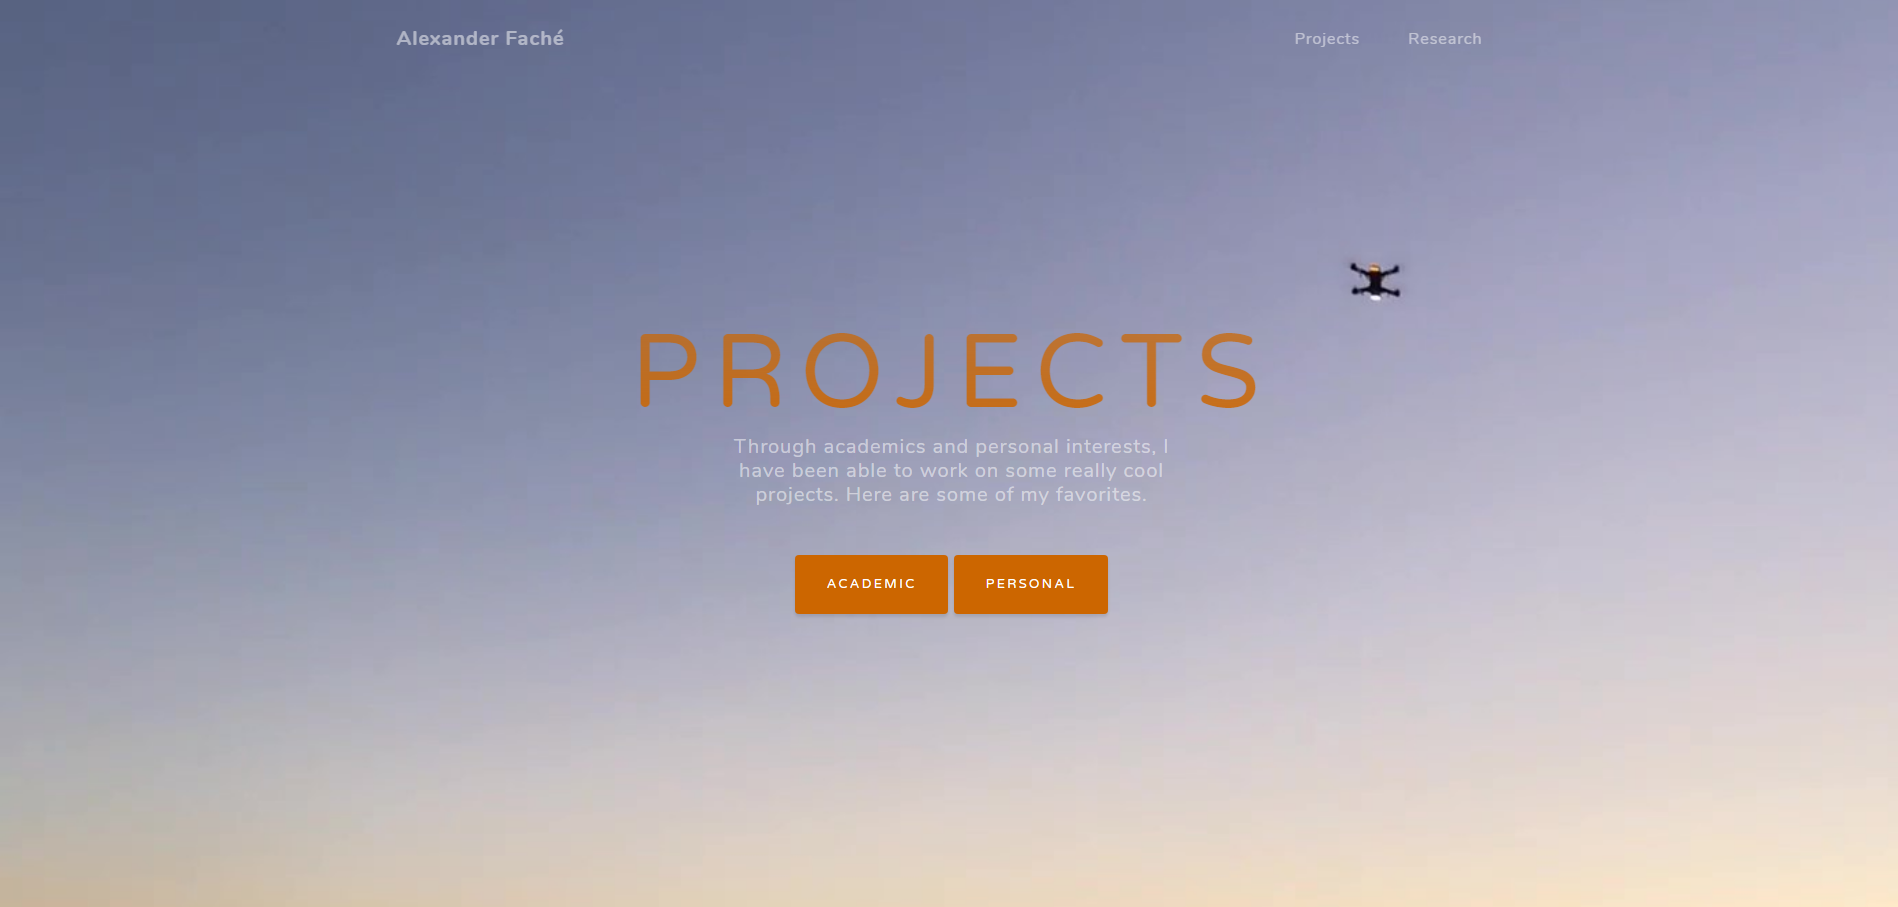 Alexander Faché
Projects
Research
PROJECTS
Through academics and personal interests, I
have been able to work on some really cool
projects. Here are some of my favorites.
ACADEMIC
PERSONAL